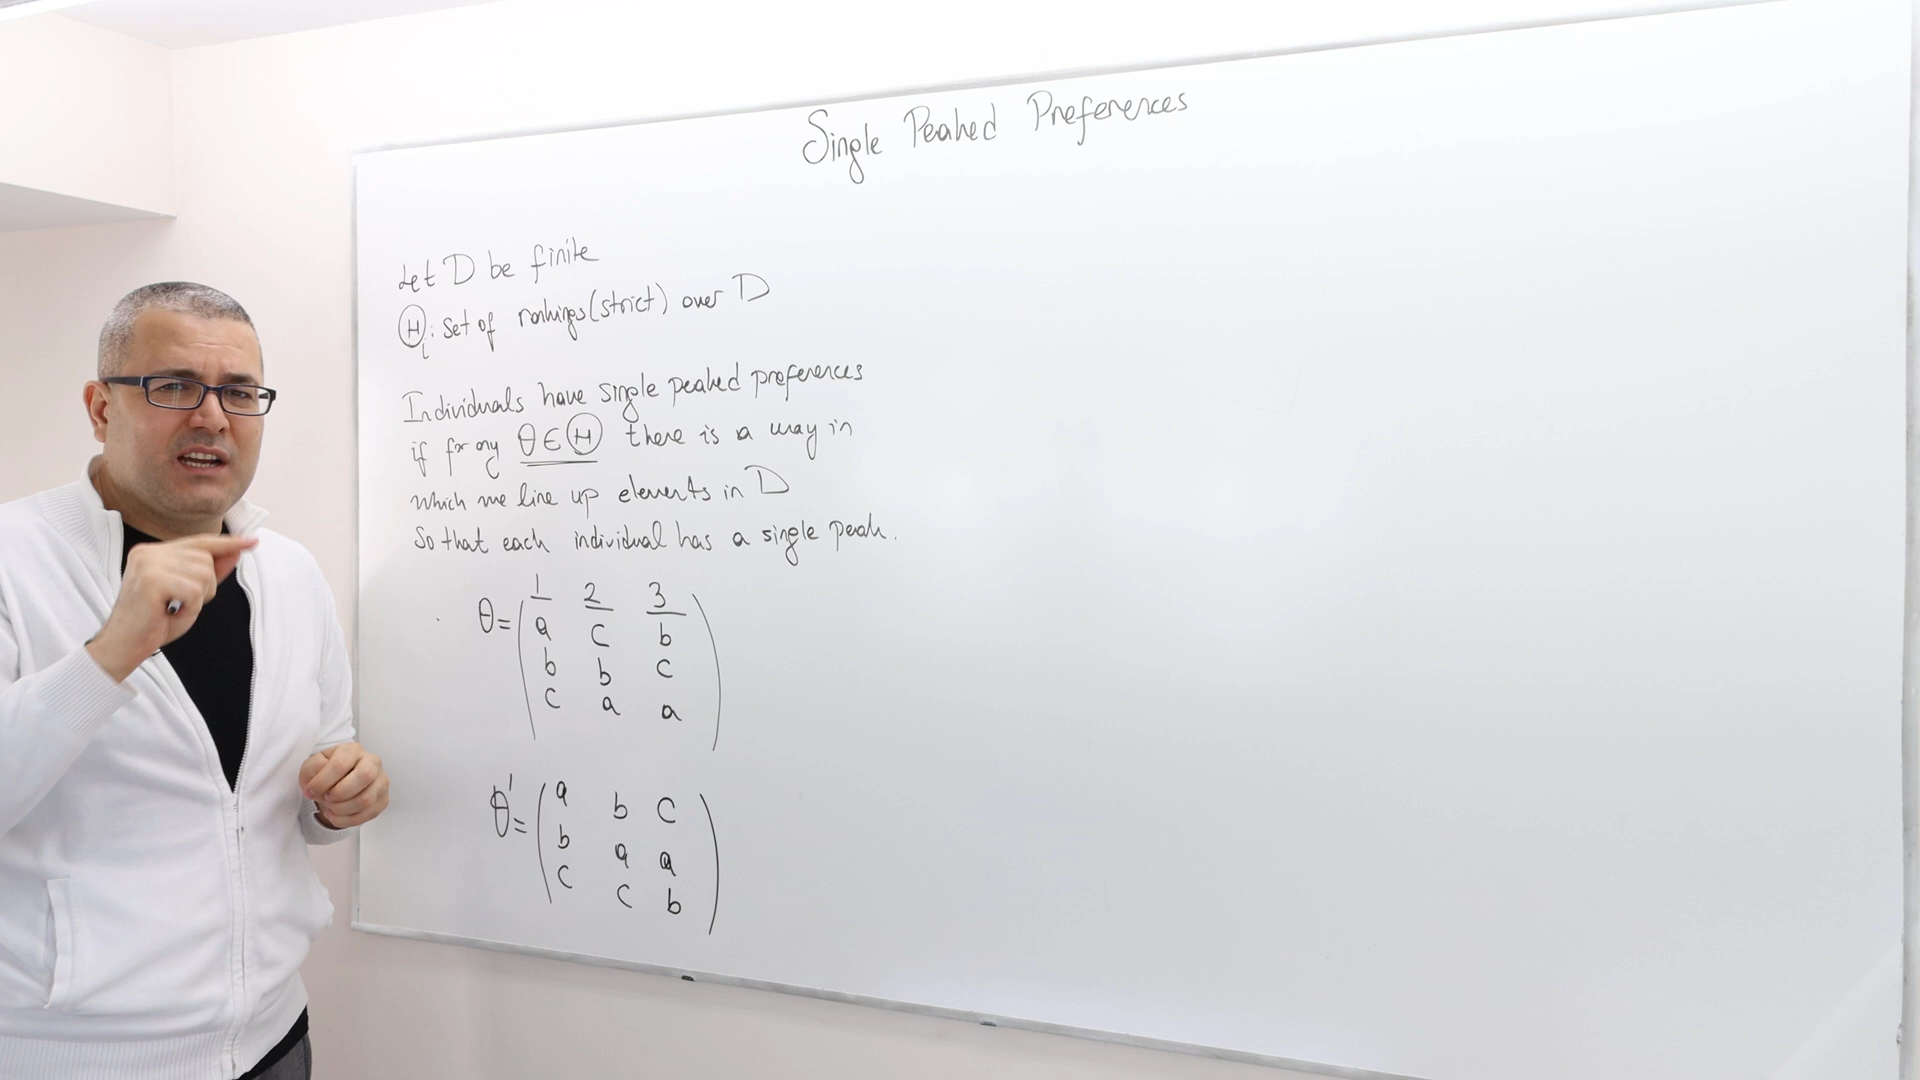 Single Peaked Preferences
Let D be finite
Θi: Set of rankings (strict) over D
Individuals have single peaked preferences
if for any θ ∈ Θ there is a way in
which we line up elements in D
So that each individual has a single peak.
1 2 3
θ = a c b
b b c
c a a
θ' = a b c
b a a
c c b